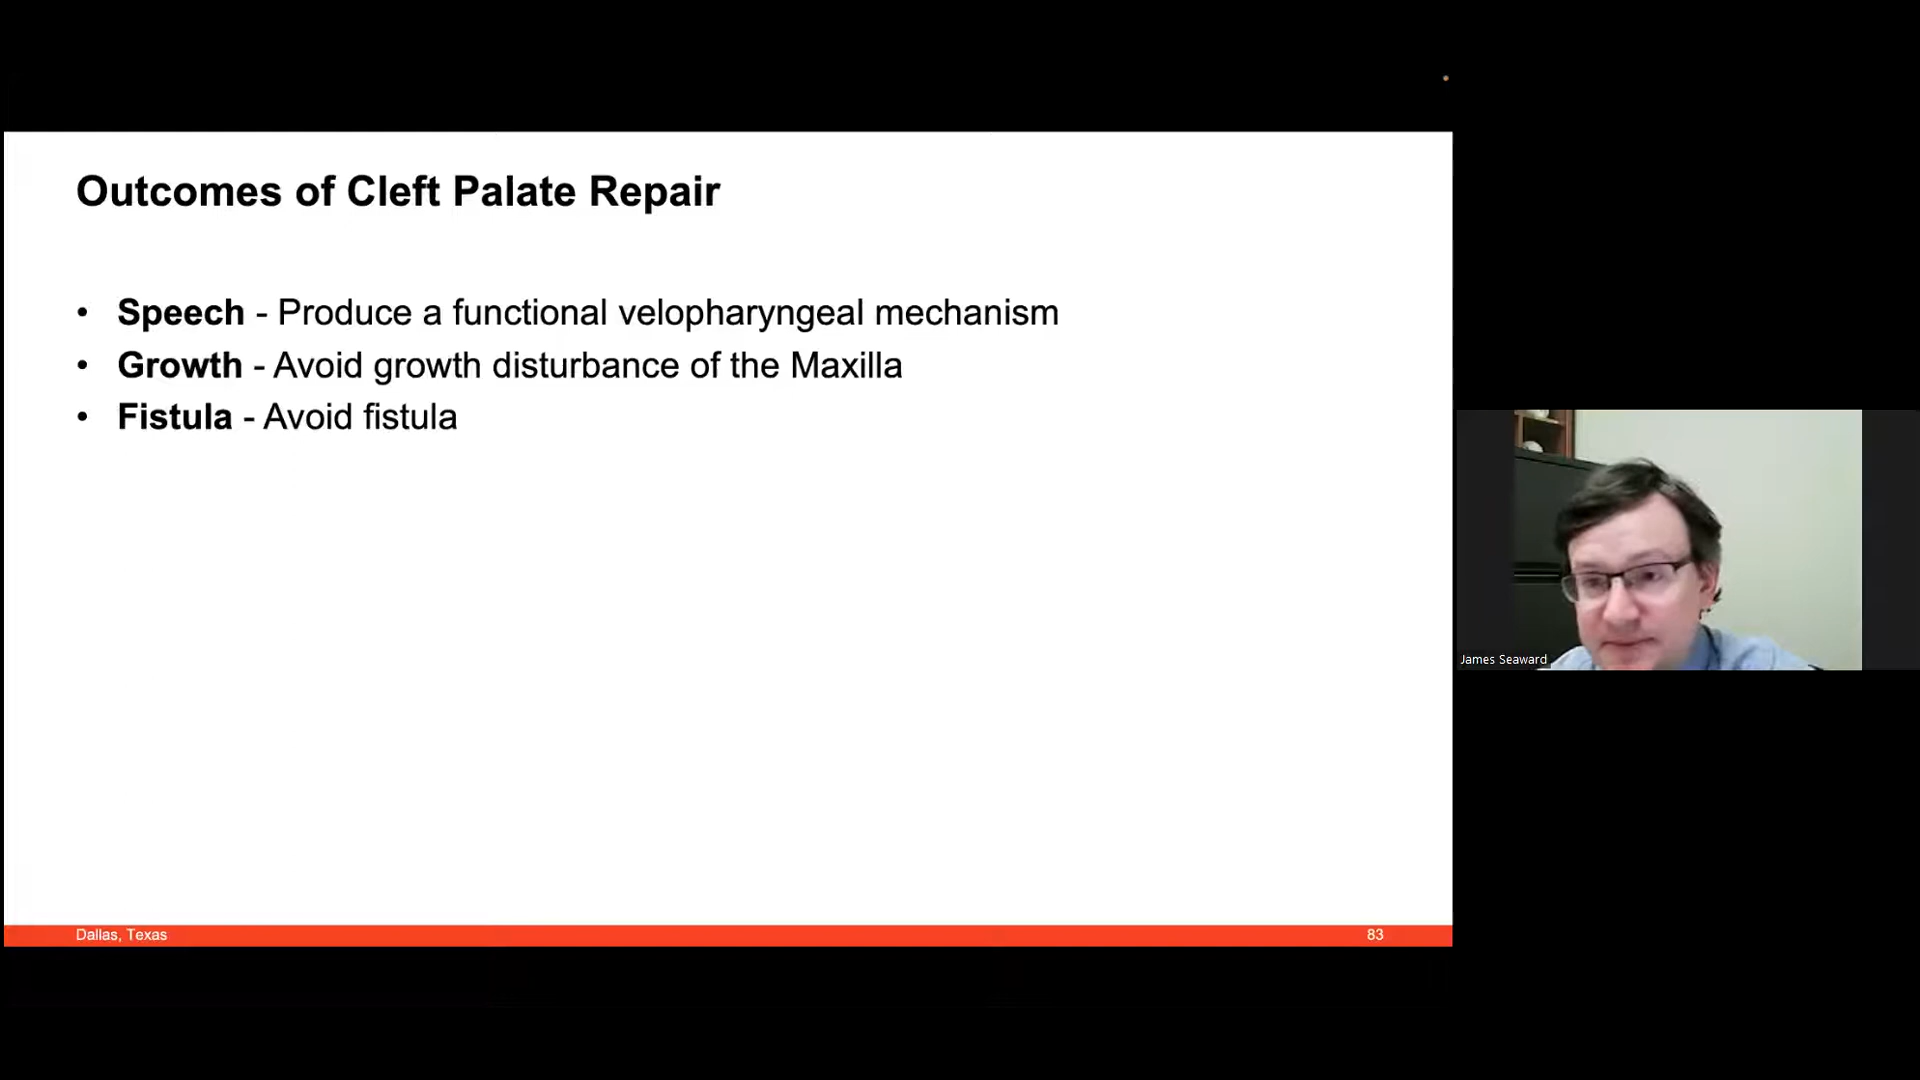 Outcomes of Cleft Palate Repair
• Speech - Produce a functional velopharyngeal mechanism
• Growth - Avoid growth disturbance of the Maxilla
• Fistula - Avoid fistula
James Seaward
Dallas, Texas
83